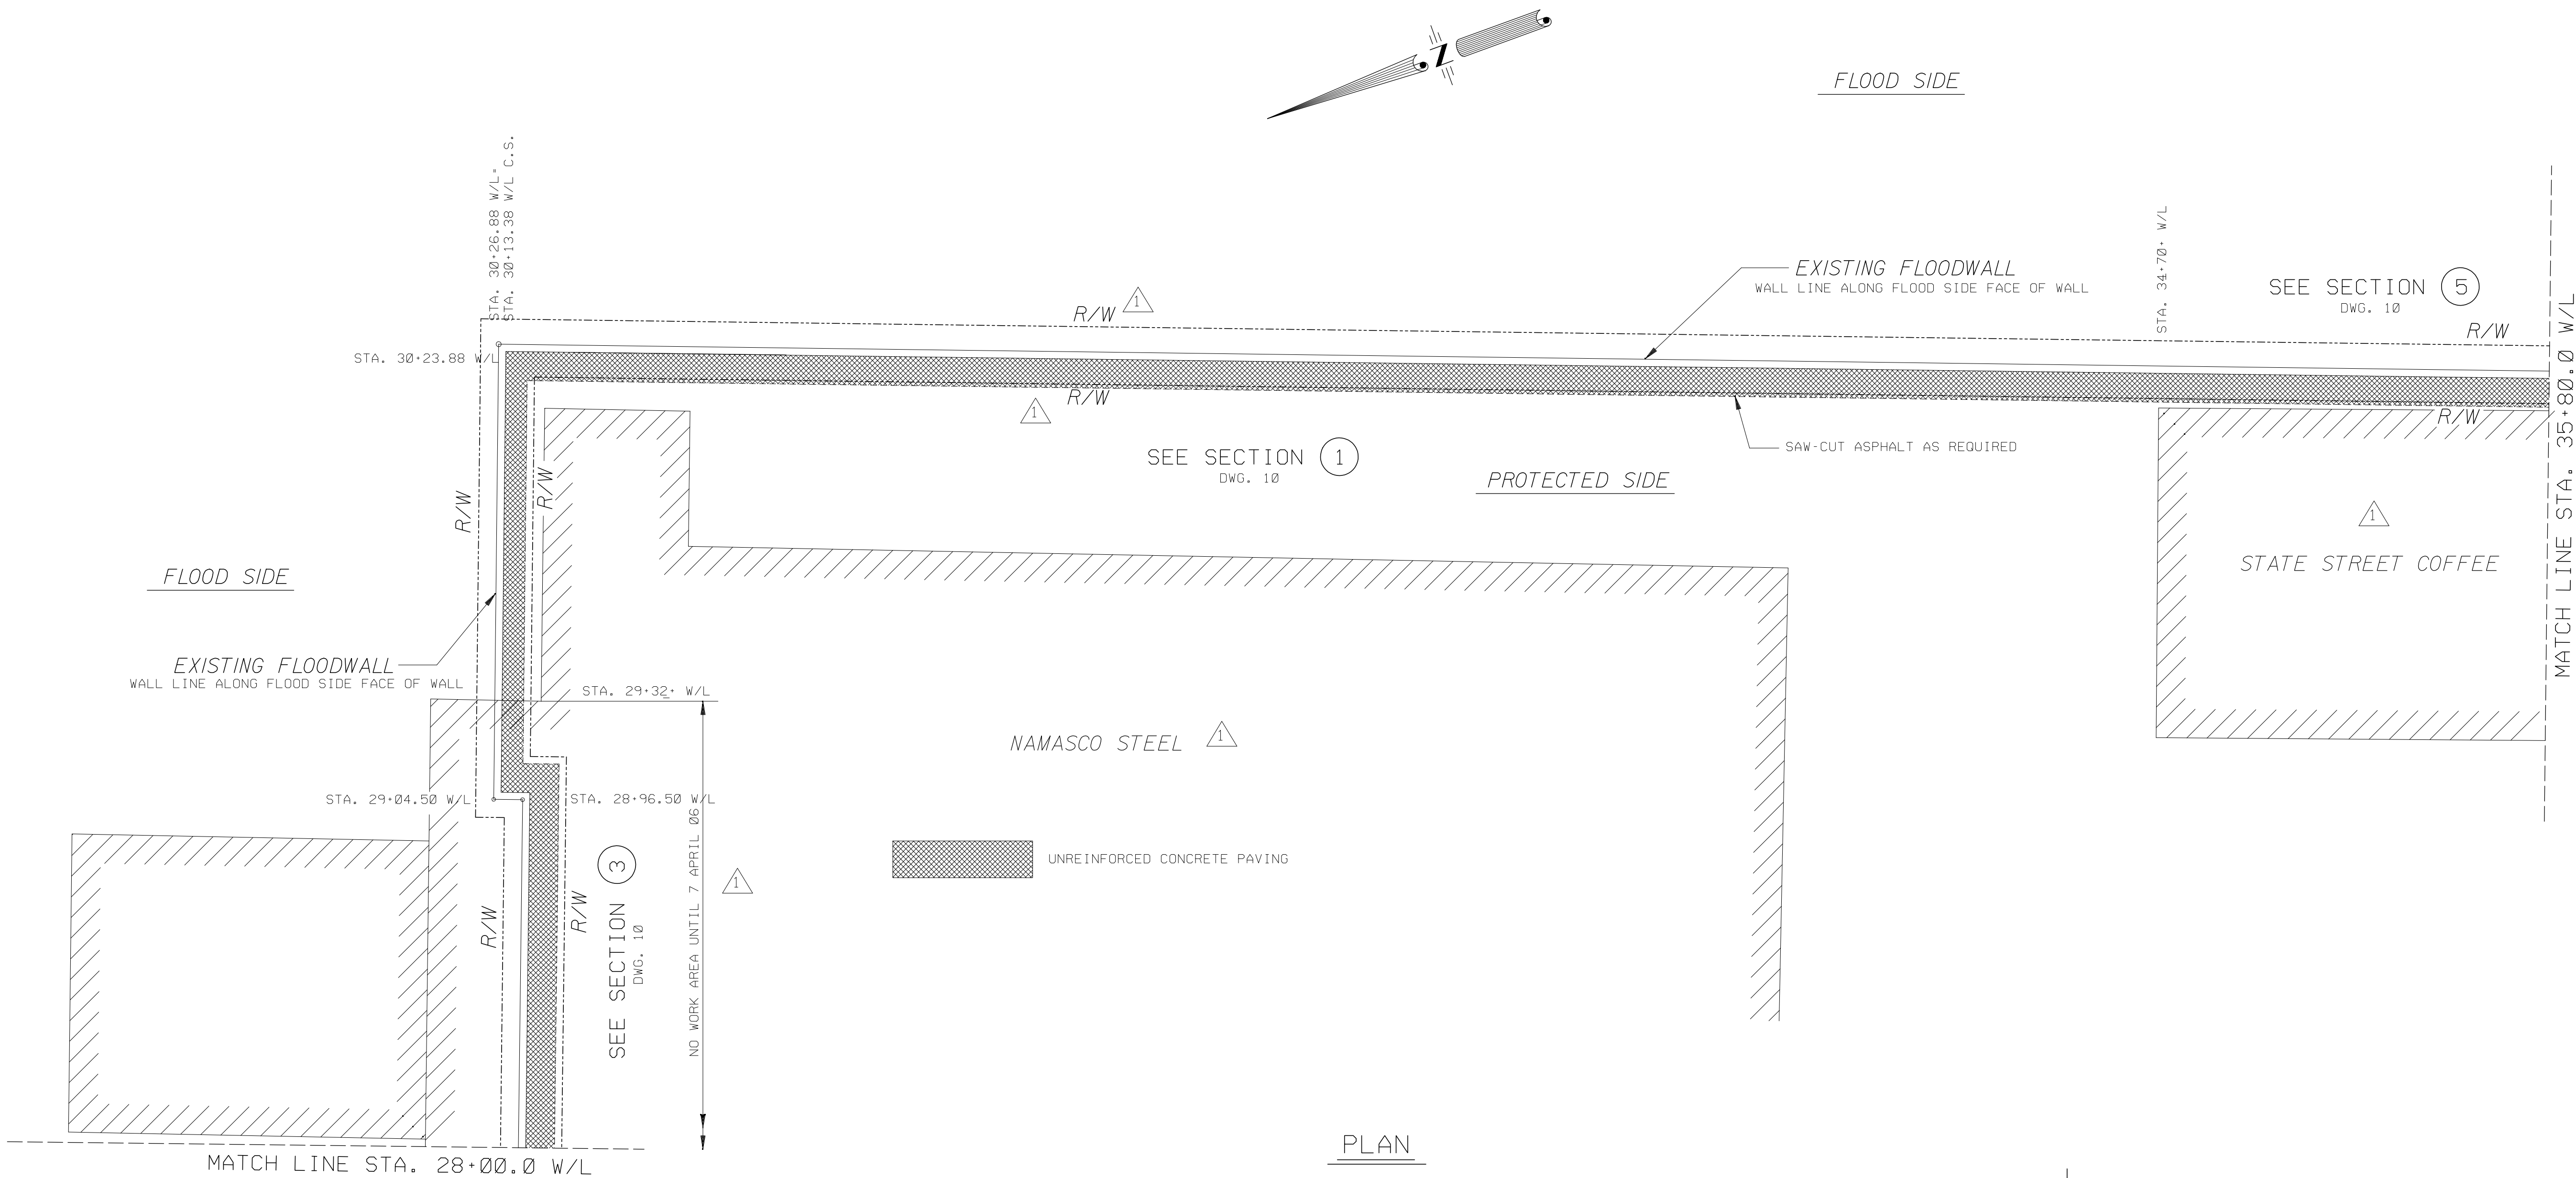 N
FLOOD SIDE
STA. 30+26.88 W/L=
STA. 30+13.38 W/L C.S.
STA. 34+70± W/L
EXISTING FLOODWALL
WALL LINE ALONG FLOOD SIDE FACE OF WALL
SEE SECTION 5
DWG. 10
R/W 1
R/W
STA. 30+23.88 W/L
MATCH LINE STA. 35+80.0 W/L
R/W
1
R/W
SAW-CUT ASPHALT AS REQUIRED
SEE SECTION 1
DWG. 10
PROTECTED SIDE
R/W
R/W
1
STATE STREET COFFEE
FLOOD SIDE
EXISTING FLOODWALL
WALL LINE ALONG FLOOD SIDE FACE OF WALL
STA. 29+32± W/L
NAMASCO STEEL 1
STA. 29+04.50 W/L
STA. 28+96.50 W/L
UNREINFORCED CONCRETE PAVING
NO WORK AREA UNTIL 7 APRIL 06
1
R/W
R/W
SEE SECTION 3
DWG. 10
MATCH LINE STA. 28+00.0 W/L
PLAN